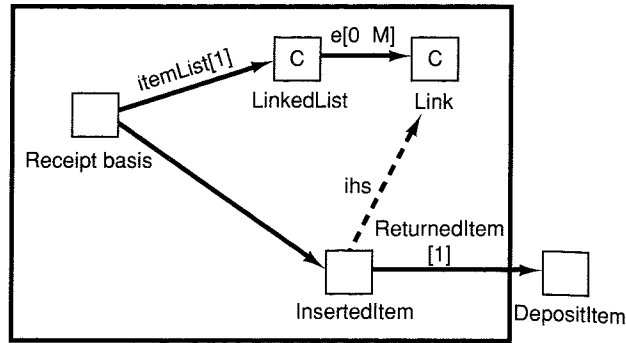 itemList[1]
e[0 M]
C
C
LinkedList
Link
Receipt basis
ihs
ReturnedItem
[1]
InsertedItem
DepositItem